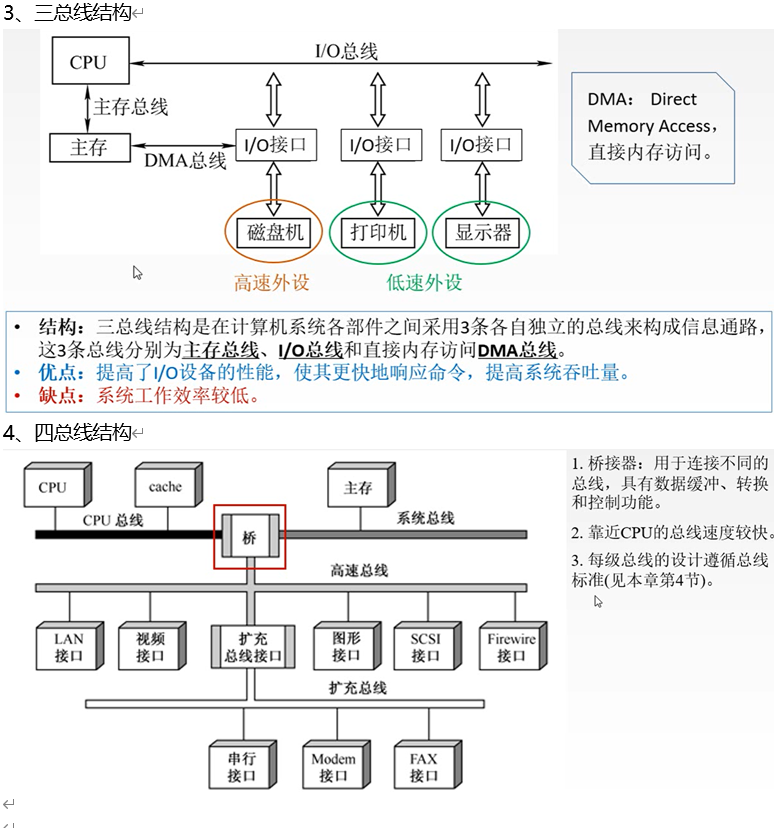 3、三总线结构
I/O总线
CPU
主存总线
主存
DMA总线
I/O接口
I/O接口
I/O接口
磁盘机
打印机
显示器
高速外设
低速外设
DMA： Direct
Memory Access，
直接内存访问。
• 结构：三总线结构是在计算机系统各部件之间采用3条各自独立的总线来构成信息通路，
这3条总线分别为主存总线、I/O总线和直接内存访问DMA总线。
• 优点：提高了I/O设备的性能，使其更快地响应命令，提高系统吞吐量。
• 缺点：系统工作效率较低。
4、四总线结构
CPU
cache
主存
CPU 总线
桥
系统总线
高速总线
LAN
接口
视频
接口
扩充
总线接口
图形
接口
SCSI
接口
Firewire
接口
扩充总线
串行
接口
Modem
接口
FAX
接口
1. 桥接器：用于连接不同的
总线，具有数据缓冲、转换
和控制功能。
2. 靠近CPU的总线速度较快。
3. 每级总线的设计遵循总线
标准(见本章第4节)。